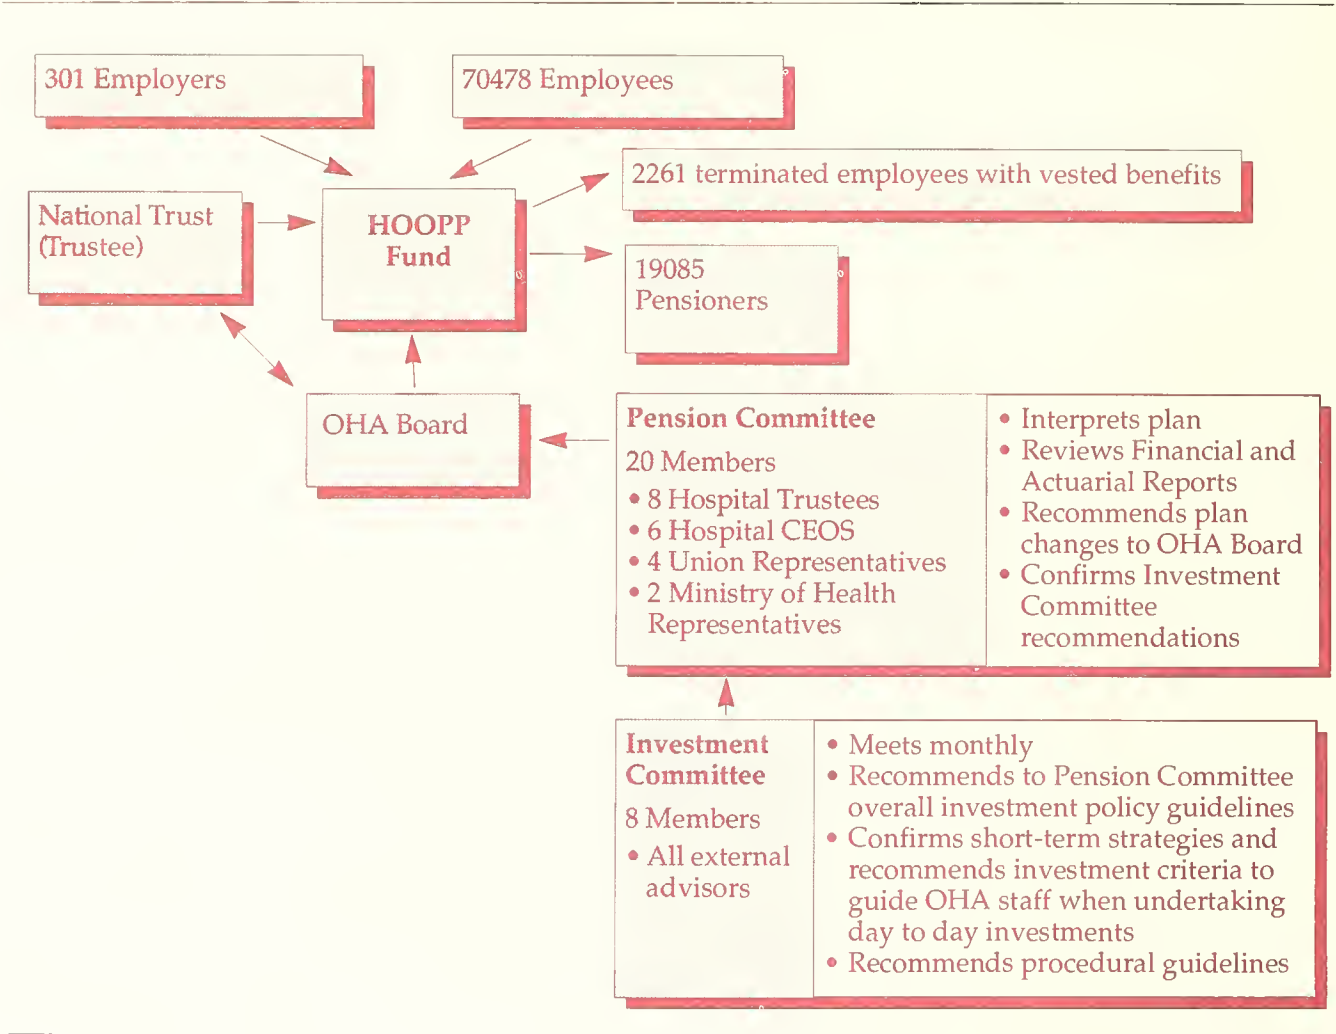 301 Employers
70478 Employees
2261 terminated employees with vested benefits
National Trust
(Trustee)
HOOPP
Fund
19085
Pensioners
OHA Board
Pension Committee
20 Members
• 8 Hospital Trustees
• 6 Hospital CEOS
• 4 Union Representatives
• 2 Ministry of Health
Representatives
• Interprets plan
• Reviews Financial and
Actuarial Reports
• Recommends plan
changes to OHA Board
• Confirms Investment
Committee
recommendations
Investment
Committee
8 Members
• All external
advisors
• Meets monthly
• Recommends to Pension Committee
overall investment policy guidelines
• Confirms short-term strategies and
recommends investment criteria to
guide OHA staff when undertaking
day to day investments
• Recommends procedural guidelines